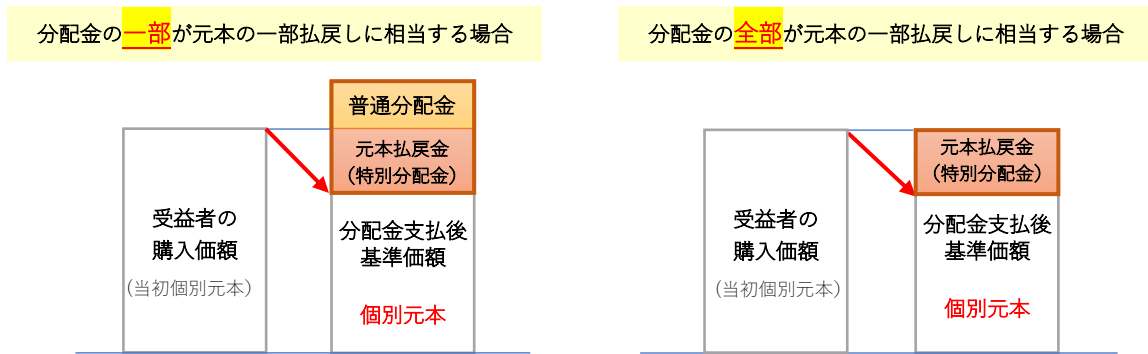 分配金の一部が元本の一部払戻しに相当する場合
普通分配金
元本払戻金
（特別分配金）
受益者の
購入価額
（当初個別元本）
分配金支払後
基準価額
個別元本
分配金の全部が元本の一部払戻しに相当する場合
元本払戻金
（特別分配金）
受益者の
購入価額
（当初個別元本）
分配金支払後
基準価額
個別元本